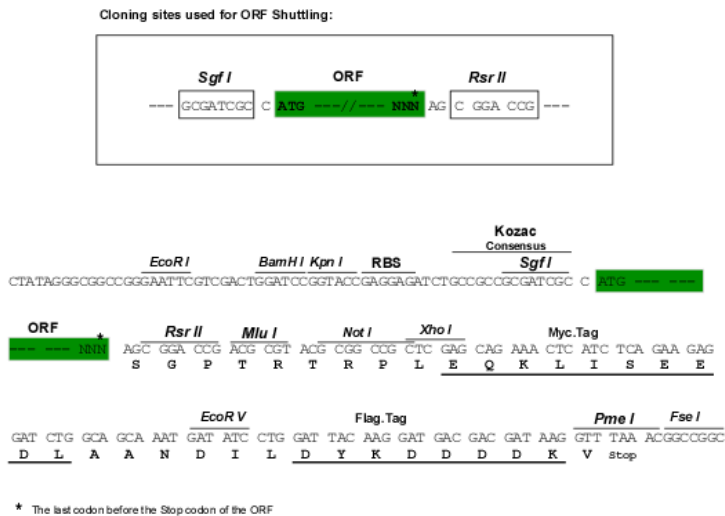 Cloning sites used for ORF Shuttling:
Sgf I ORF Rsr II
*
--- GCGATCGC C ATG ---//--- NNN AG C GGA CCG ---
Kozac
Consensus
EcoR I BamH I Kpn I RBS Sgf I
CTATAGGGCGGCCGGGAATTCGTCGACTGGATCCGGTACCGAGGAGATCTGCCGCCGCGATCGC C ATG --- ---
ORF * Rsr II Mlu I Not I Xho I Myc.Tag
--- --- NNN AGC GGA CCG ACG CGT ACG CGG CCG CTC GAG CAG AAA CTC ATC TCA GAA GAG
S G P T R T R P L E Q K L I S E E
EcoR V Flag.Tag Pme I Fse I
GAT CTG GCA GCA AAT GAT ATC CTG GAT TAC AAG GAT GAC GAC GAT AAG GTT TAA ACGGCCGGC
D L A A N D I L D Y K D D D D K V Stop
* The last codon before the Stop codon of the ORF